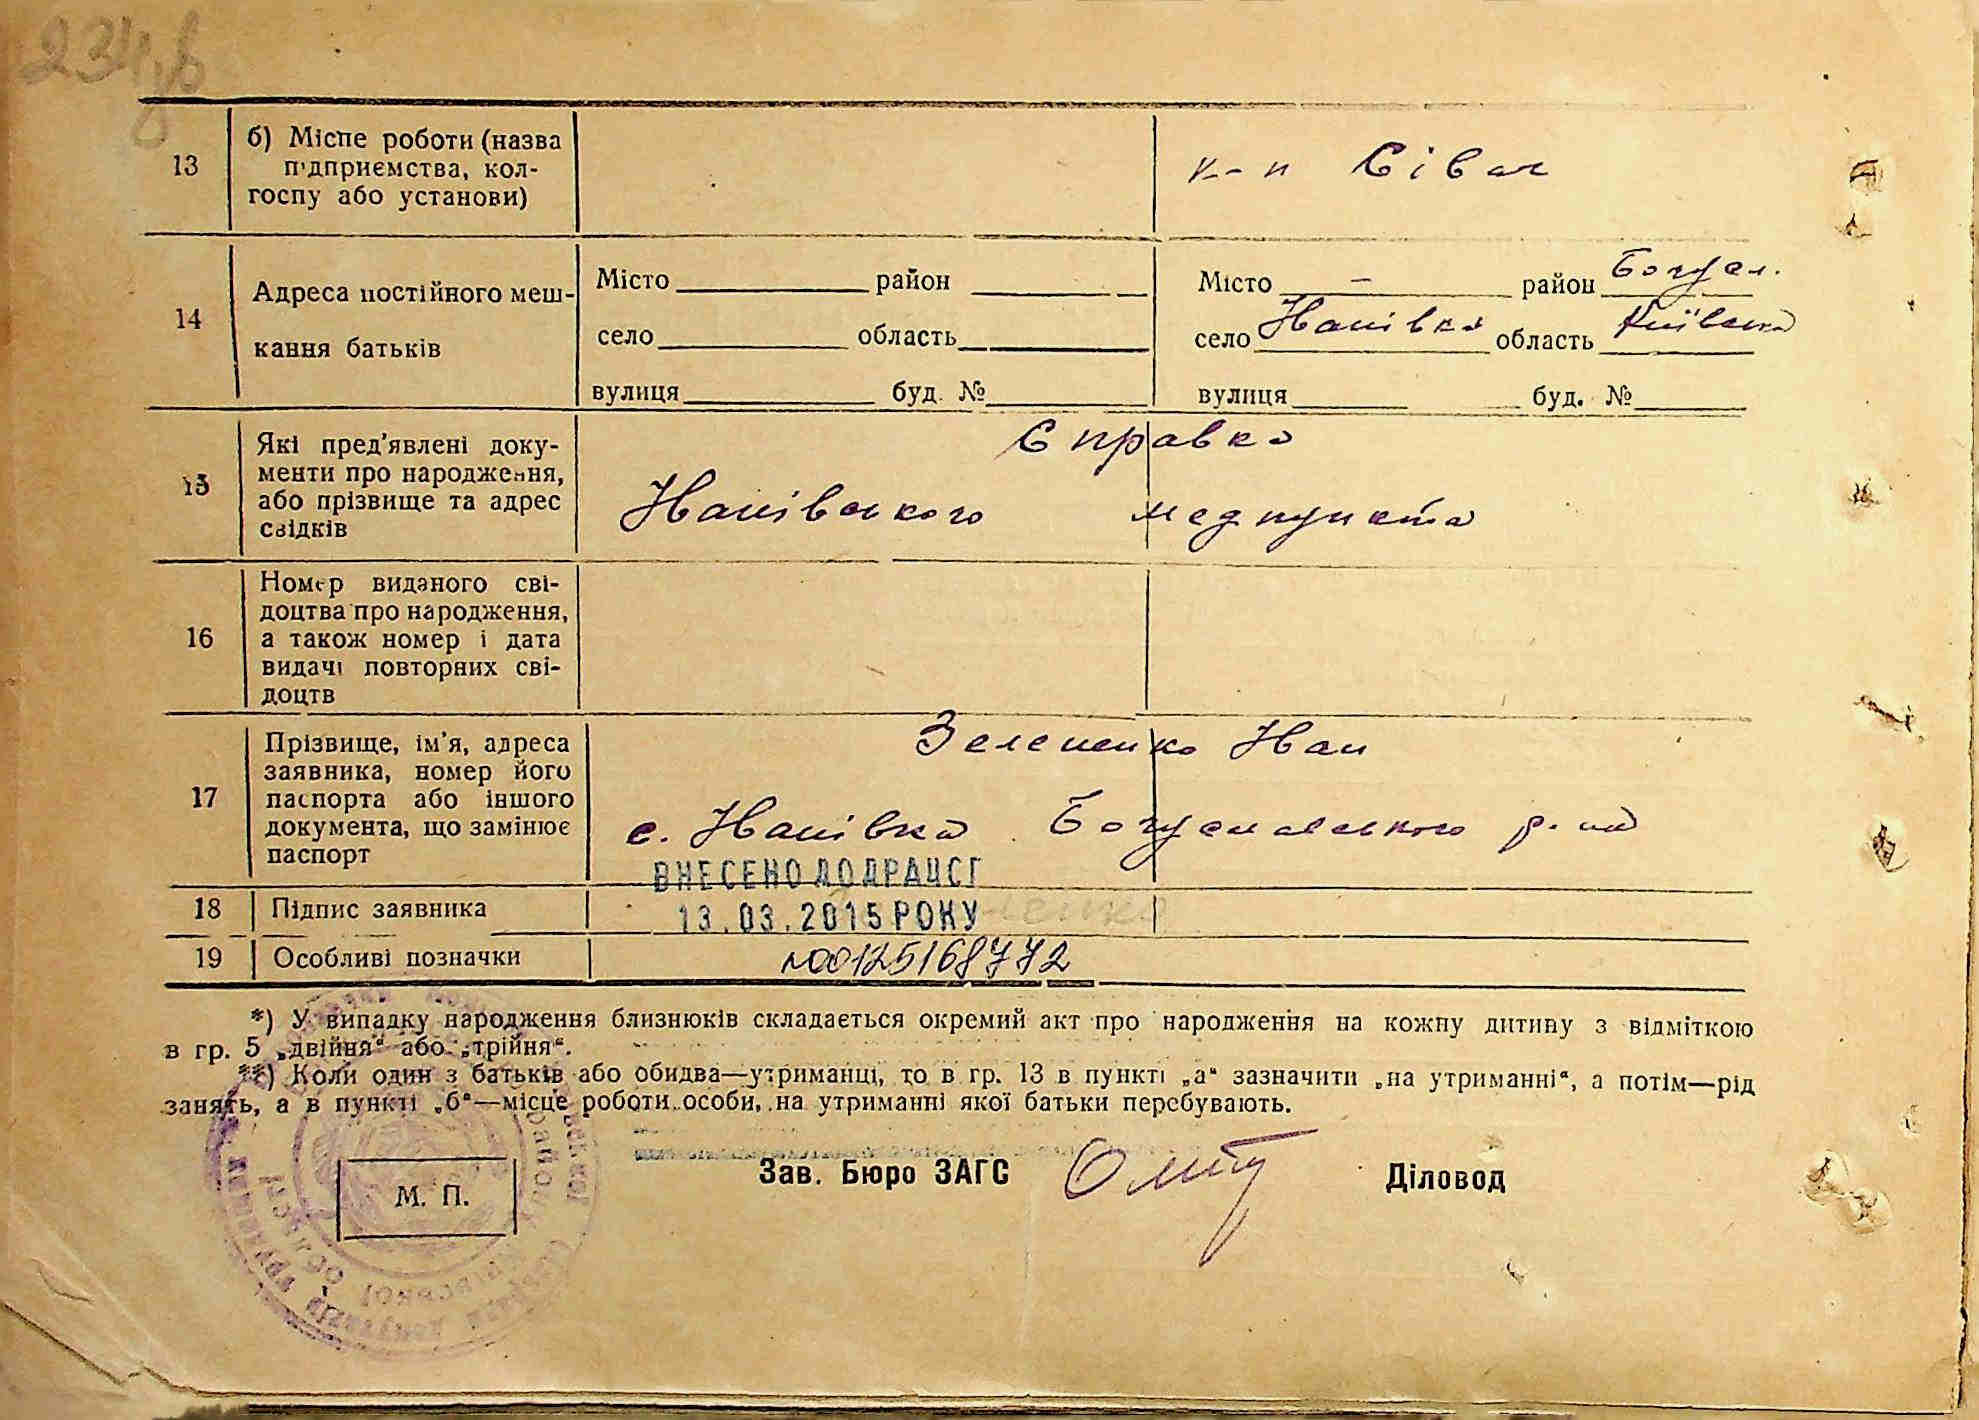 234зв
13
б) Місце роботи (назва
підприємства, кол-
госпу або установи)
к-п Сівач
14
Адреса постійного меш-
кання батьків
Місто район
село область
вулиця буд. №
Місто – район Богусл.
село область Київська
вулиця буд. №
15
Які пред'явлені доку-
менти про народження,
або прізвище та адрес
свідків
Справка
медпункта
16
Номер виданого сві-
доцтва про народження,
а також номер і дата
видачі повторних сві-
доцтв
17
Прізвище, ім'я, адреса
заявника, номер його
паспорта або іншого
документа, що замінює
паспорт
Зелененко Іван
с. Богуславського р-ну
ВНЕСЕНО ДО ДРАЦСГ
18
Підпис заявника
13.03.2015 РОКУ
19
Особливі позначки
№00125168772
*) У випадку народження близнюків складається окремий акт про народження на кожну дитину з відміткою
в гр. 5 „двійня“ або „трійня“.
**) Коли один з батьків або обидва—утриманці, то в гр. 13 в пункті „а“ зазначити „на утриманні“, а потім—рід
занять, а в пункті „б“—місце роботи особи, на утриманні якої батьки перебувають.
Зав. Бюро ЗАГС
Діловод
М. П.